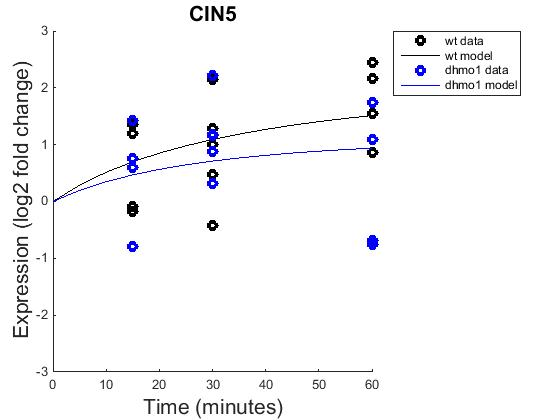 CIN5
wt data
wt model
dhmo1 data
dhmo1 model
3
2
1
0
-1
-2
-3
Expression (log2 fold change)
0 10 20 30 40 50 60
Time (minutes)